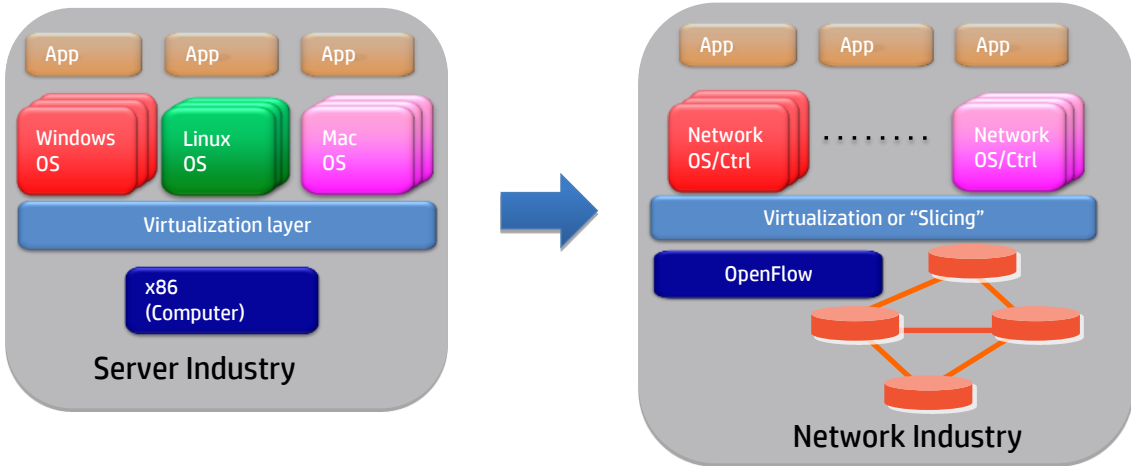 App
App
App
Windows
OS
Linux
OS
Mac
OS
Virtualization layer
x86
(Computer)
Server Industry
App
App
App
Network
OS/Ctrl
Network
OS/Ctrl
Virtualization or “Slicing”
OpenFlow
Network Industry